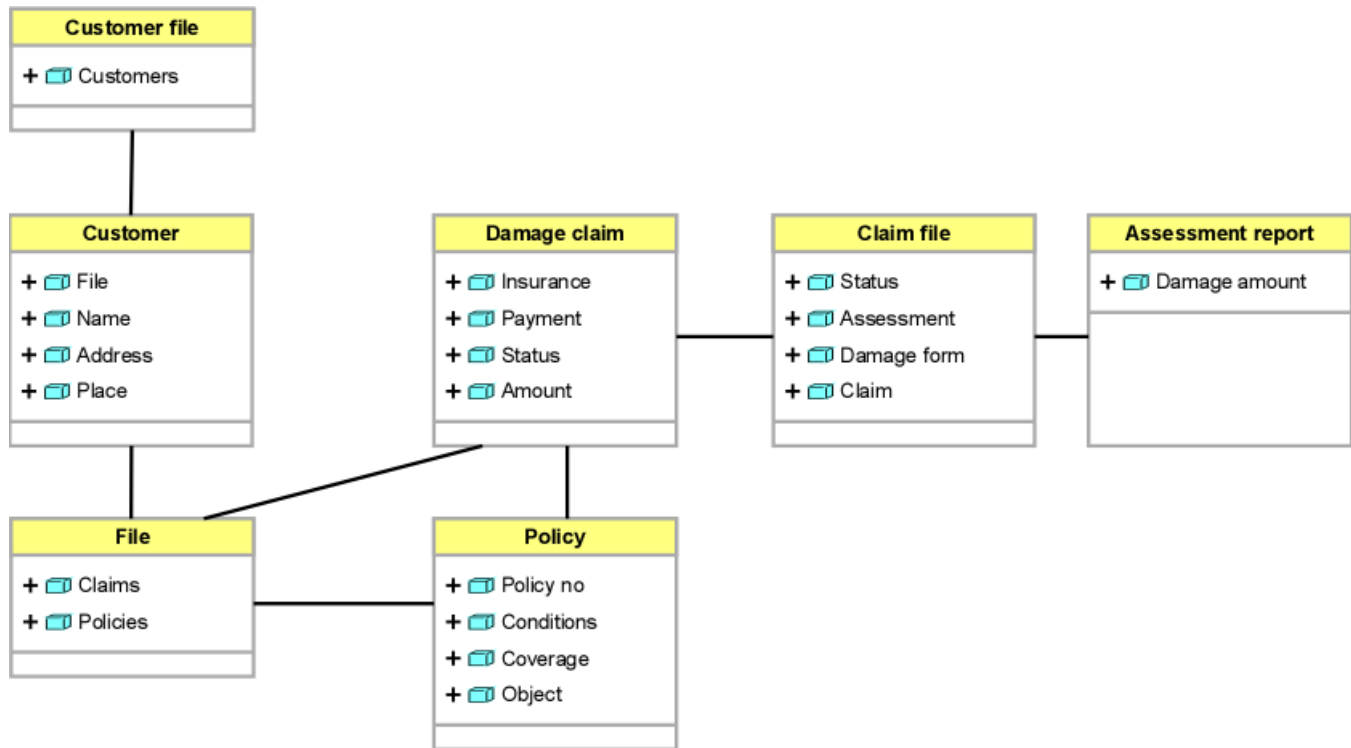 Customer file
+ Customers
Customer
+ File
+ Name
+ Address
+ Place
Damage claim
+ Insurance
+ Payment
+ Status
+ Amount
Claim file
+ Status
+ Assessment
+ Damage form
+ Claim
Assessment report
+ Damage amount
File
+ Claims
+ Policies
Policy
+ Policy no
+ Conditions
+ Coverage
+ Object